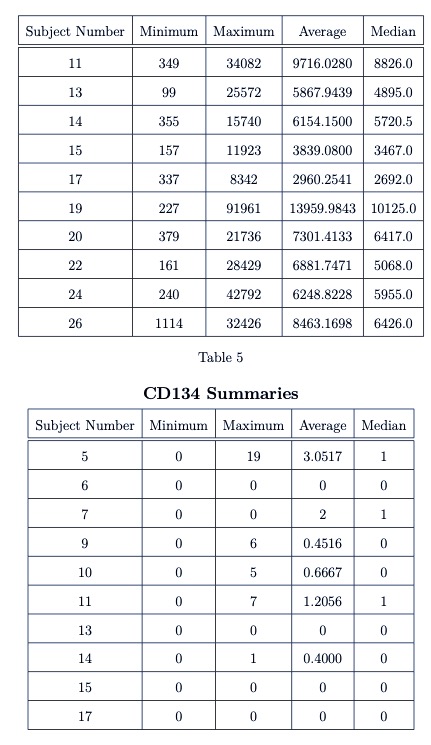 Subject Number Minimum Maximum Average Median
11 349 34082 9716.0280 8826.0
13 99 25572 5867.9439 4895.0
14 355 15740 6154.1500 5720.5
15 157 11923 3839.0800 3467.0
17 337 8342 2960.2541 2692.0
19 227 91961 13959.9843 10125.0
20 379 21736 7301.4133 6417.0
22 161 28429 6881.7471 5068.0
24 240 42792 6248.8228 5955.0
26 1114 32426 8463.1698 6426.0
Table 5
CD134 Summaries
Subject Number Minimum Maximum Average Median
5 0 19 3.0517 1
6 0 0 0 0
7 0 0 2 1
9 0 6 0.4516 0
10 0 5 0.6667 0
11 0 7 1.2056 1
13 0 0 0 0
14 0 1 0.4000 0
15 0 0 0 0
17 0 0 0 0